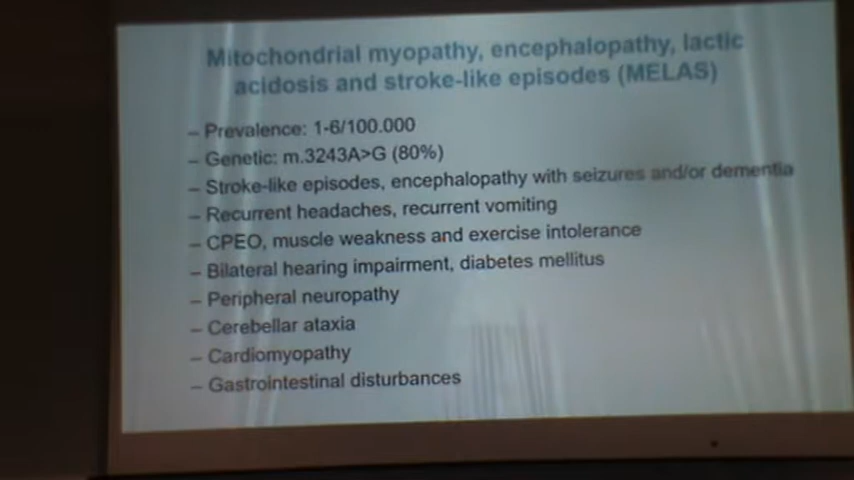 Mitochondrial myopathy, encephalopathy, lactic
acidosis and stroke-like episodes (MELAS)
– Prevalence: 1-6/100.000
– Genetic: m.3243A>G (80%)
– Stroke-like episodes, encephalopathy with seizures and/or dementia
– Recurrent headaches, recurrent vomiting
– CPEO, muscle weakness and exercise intolerance
– Bilateral hearing impairment, diabetes mellitus
– Peripheral neuropathy
– Cerebellar ataxia
– Cardiomyopathy
– Gastrointestinal disturbances